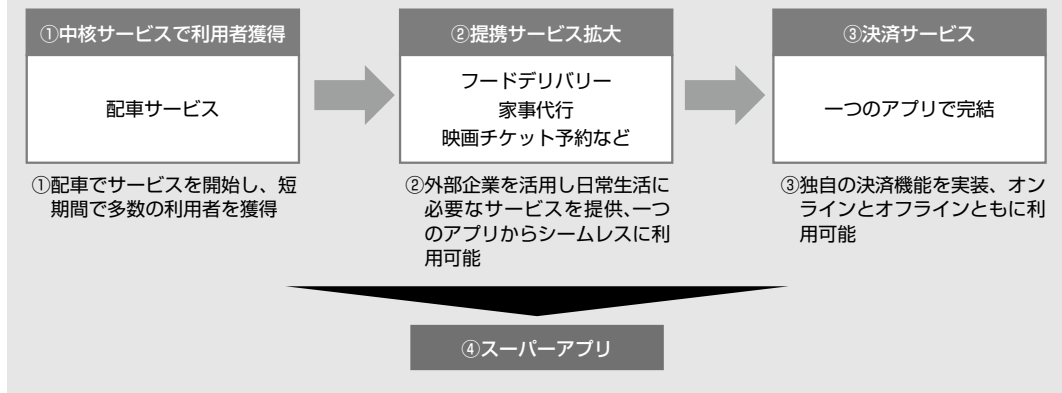 ①中核サービスで利用者獲得
配車サービス
①配車でサービスを開始し、短
期間で多数の利用者を獲得
②提携サービス拡大
フードデリバリー
家事代行
映画チケット予約など
②外部企業を活用し日常生活に
必要なサービスを提供、一つ
のアプリからシームレスに利
用可能
③決済サービス
一つのアプリで完結
③独自の決済機能を実装、オン
ラインとオフラインともに利
用可能
④スーパーアプリ